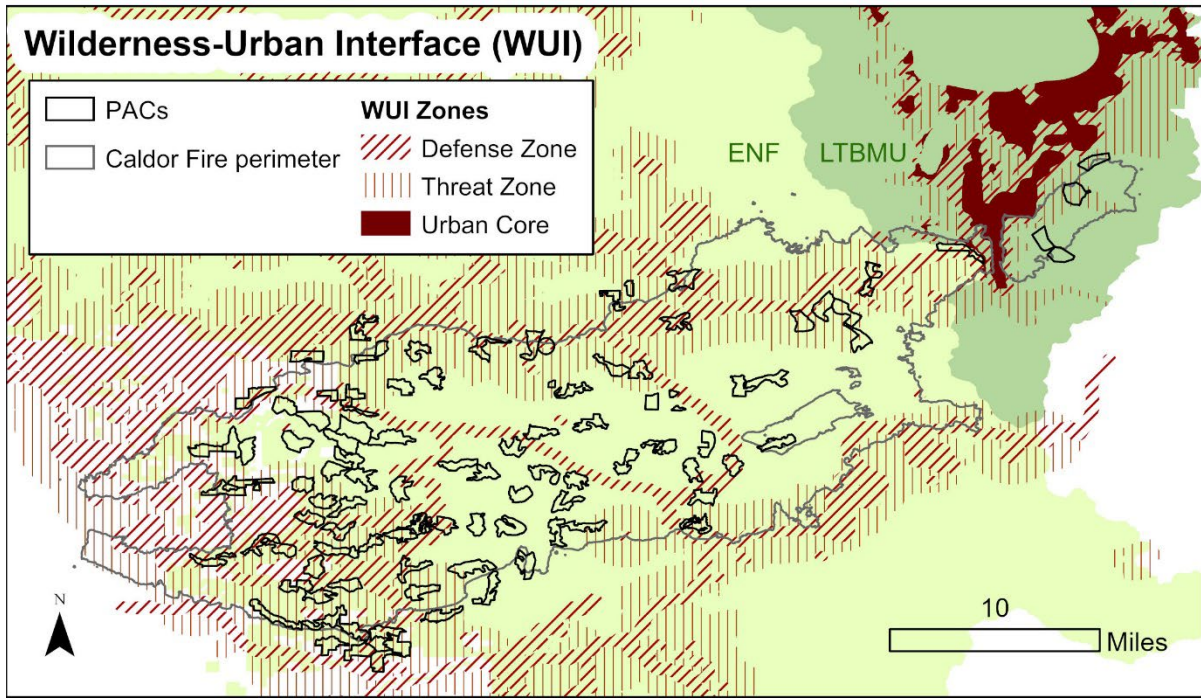 Wilderness-Urban Interface (WUI)
PACs
Caldor Fire perimeter
WUI Zones
Defense Zone
Threat Zone
Urban Core
ENF
LTBMU
N
10
Miles